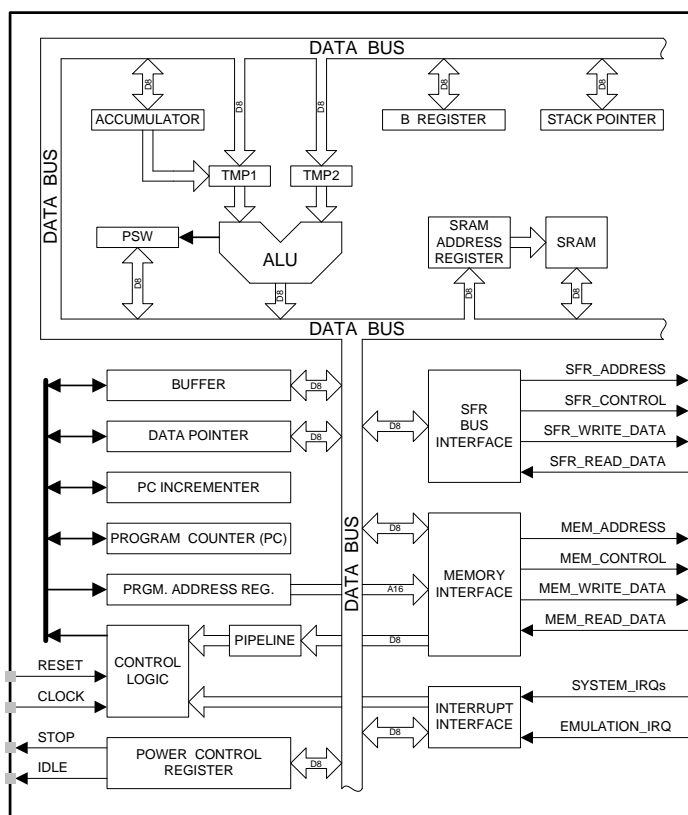 DATA BUS
D8
D8
D8
D8
D8
ACCUMULATOR
B REGISTER
STACK POINTER
DATA BUS
TMP1
TMP2
PSW
ALU
SRAM
ADDRESS
REGISTER
SRAM
D8
D8
D8
D8
DATA BUS
BUFFER
D8
DATA POINTER
D8
PC INCREMENTER
PROGRAM COUNTER (PC)
PRGM. ADDRESS REG.
A16
DATA BUS
D8
SFR
BUS
INTERFACE
SFR_ADDRESS
SFR_CONTROL
SFR_WRITE_DATA
SFR_READ_DATA
D8
MEMORY
INTERFACE
MEM_ADDRESS
MEM_CONTROL
MEM_WRITE_DATA
MEM_READ_DATA
CONTROL
LOGIC
PIPELINE
D8
RESET
CLOCK
SYSTEM_IRQs
INTERRUPT
INTERFACE
EMULATION_IRQ
D8
STOP
IDLE
POWER CONTROL
REGISTER
D8